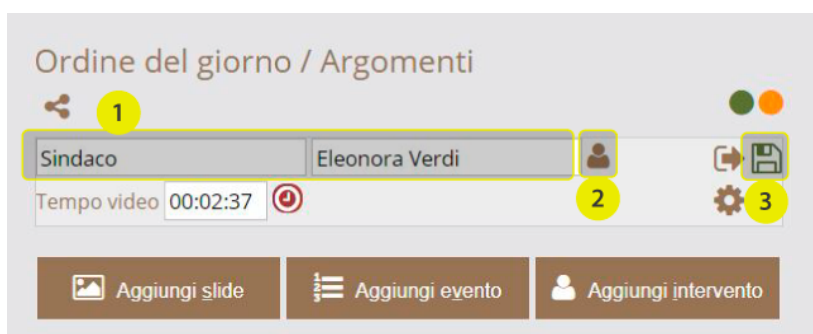 Ordine del giorno / Argomenti
1
Sindaco Eleonora Verdi
Tempo video 00:02:37 2 3
Aggiungi slide Aggiungi evento Aggiungi intervento